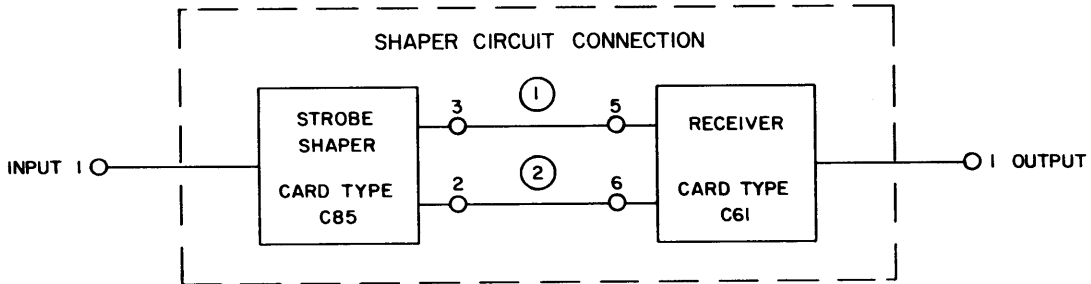 SHAPER CIRCUIT CONNECTION
STROBE
SHAPER
CARD TYPE
C85
3
1
5
2
2
6
RECEIVER
CARD TYPE
C61
INPUT 1
1 OUTPUT